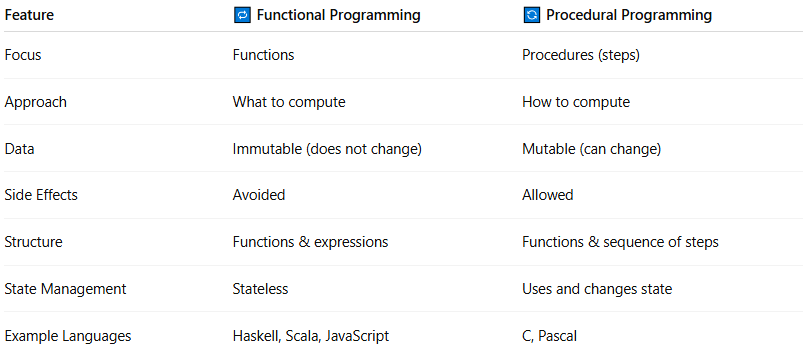 Feature 🔁 Functional Programming 🔄 Procedural Programming
Focus Functions Procedures (steps)
Approach What to compute How to compute
Data Immutable (does not change) Mutable (can change)
Side Effects Avoided Allowed
Structure Functions & expressions Functions & sequence of steps
State Management Stateless Uses and changes state
Example Languages Haskell, Scala, JavaScript C, Pascal